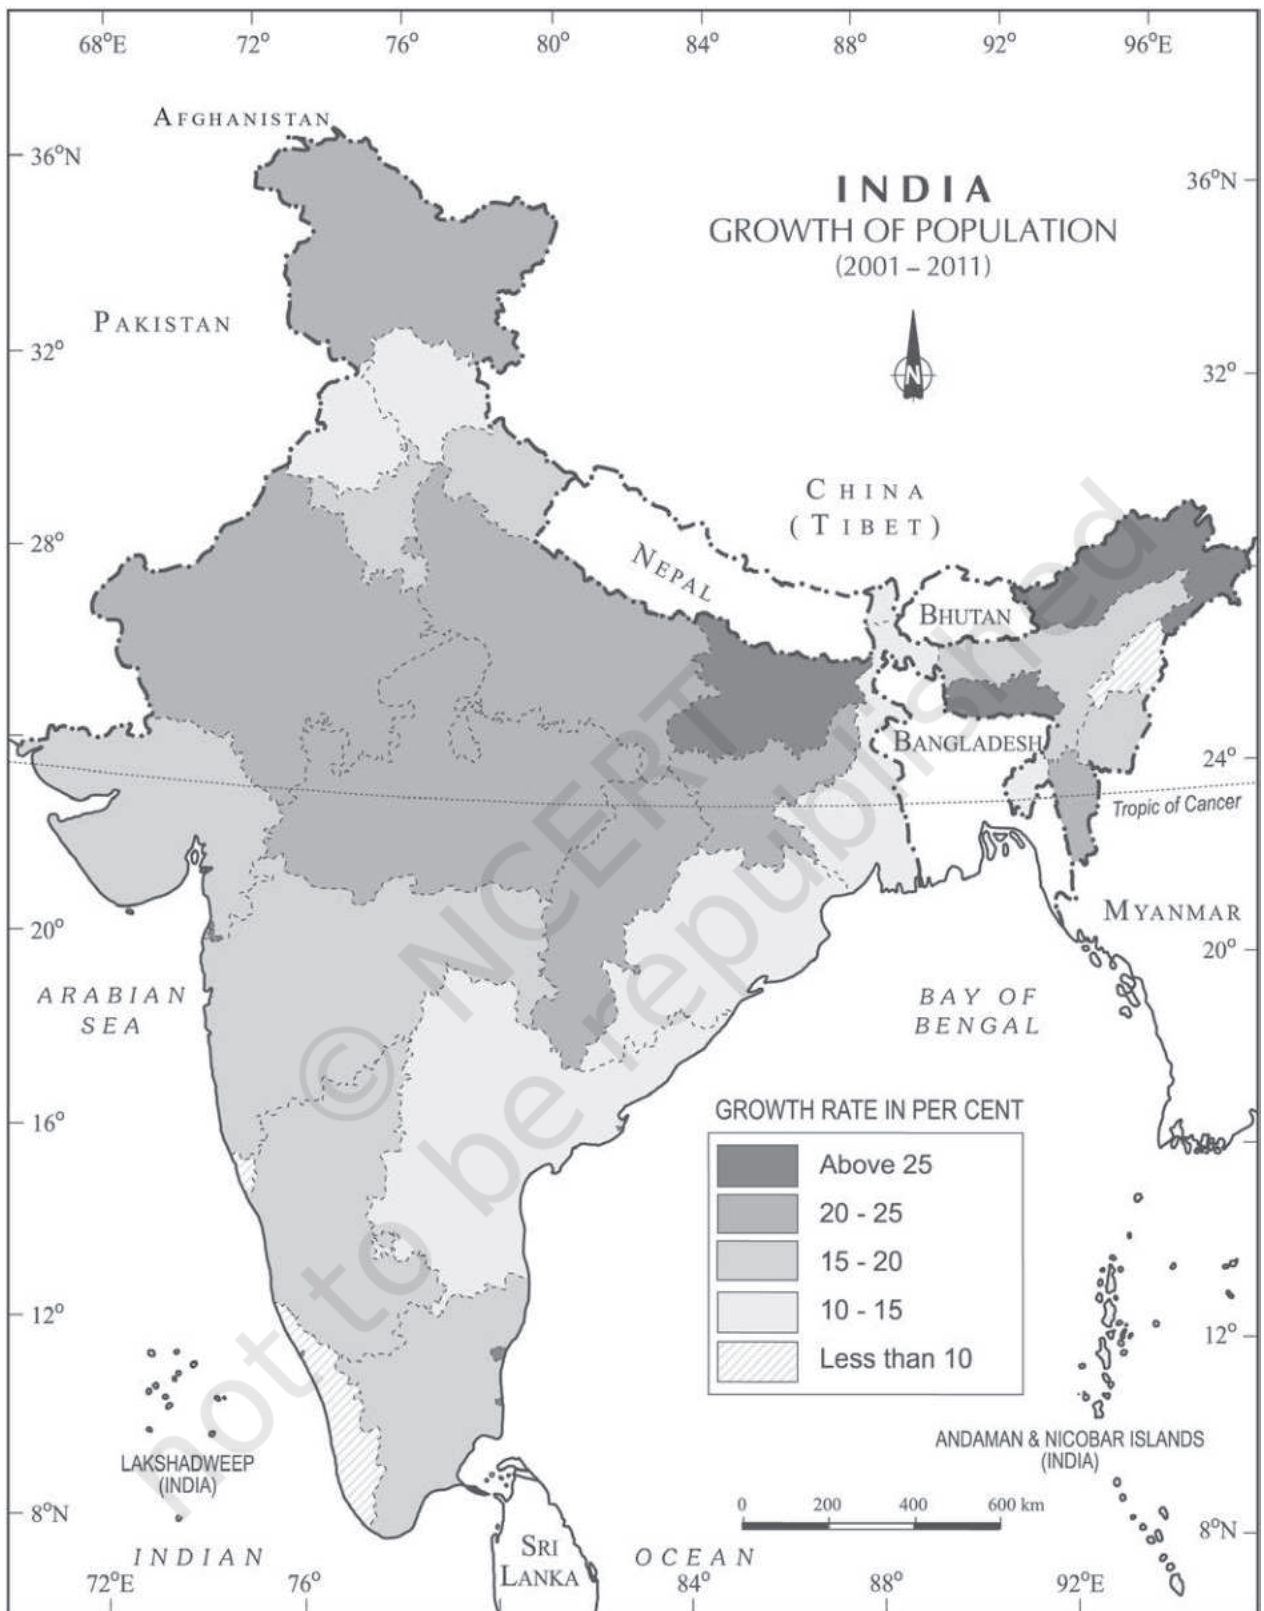 68°E 72° 76° 80° 84° 88° 92° 96°E
AFGHANISTAN
36°N
36°N
INDIA
GROWTH OF POPULATION
(2001 – 2011)
PAKISTAN
N
32°
32°
CHINA
(TIBET)
28°
NEPAL
BHUTAN
BANGLADESH
24°
Tropic of Cancer
MYANMAR
20°
20°
ARABIAN
SEA
BAY OF
BENGAL
16°
GROWTH RATE IN PER CENT
Above 25
20 - 25
15 - 20
10 - 15
Less than 10
12°
12°
LAKSHADWEEP
(INDIA)
ANDAMAN & NICOBAR ISLANDS
(INDIA)
0 200 400 600 km
8°N
8°N
INDIAN OCEAN
SRI
LANKA
72°E 76° 84° 88° 92°E
© NCERT
not to be republished